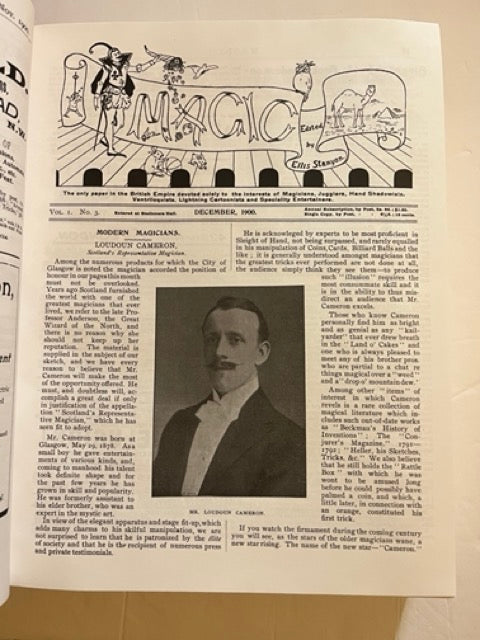 MAGIC
Edited
by
Ellis Stanyon.
The only paper in the British Empire devoted solely to the interests of Magicians, Jugglers, Hand Shadowists,
Ventriloquists, Lightning Cartoonists and Speciality Entertainers.
VOL. 1. No. 3.
Entered at Stationers Hall.
DECEMBER, 1900.
Annual Subscription, by Post,
Single Copy, by Post,
MODERN MAGICIANS.
LOUDOUN CAMERON,
Scotland's Representative Magician.
Among the numerous products for which the City of
Glasgow is noted the magician accorded the position of
honour in our pages this month
must not be overlooked.
Years ago Scotland furnished
the world with one of the
greatest magicians that ever
lived, we refer to the late Pro-
fessor Anderson, the Great
Wizard of the North, and
there is no reason why she
should not keep up her
reputation. The material is
supplied in the subject of our
sketch, and we have every
reason to believe that Mr.
Cameron will make the most
of the opportunity offered. He
must, and doubtless will, ac-
complish a great deal if only
in justification of the appella-
tion "Scotland's Representa-
tive Magician," which he has
seen fit to adopt.
Mr. Cameron was born at
Glasgow, May 29, 1878. As a
small boy he gave entertain-
ments of various kinds, and,
coming to manhood, his talent
took definite shape and for
the past few years he has
grown in skill and popularity.
He was formerly assistant to
his elder brother, who was an
expert in the mystic art.
In view of the elegant apparatus and stage fit-up, which
adds many charms to his skilful manipulation, we are
not surprised to learn that he is patronized by the élite
of society and that he is the recipient of numerous press
and private testimonials.
MR. LOUDOUN CAMERON.
He is acknowledged by experts to be most proficient in
Sleight of Hand, not being surpassed, and rarely equalled
in his manipulation of Coins, Cards, Billiard Balls and the
like; it is generally understood amongst magicians that
the greatest tricks ever performed are not done at all,
the audience simply think they see them—to produce
such "illusion" requires the
most consummate skill and it
is in the ability to thus mis-
direct an audience that Mr.
Cameron excels.
Those who know Cameron
personally find him as bright
and as genial as any "kail-
yarder" that ever drew breath
in the "Land o' Cakes" and
one who is always pleased to
meet any of his brother pros.
who are partial to a chat re
things magical over a "weed"
and a "drop o' mountain-dew."
Among other "items" of
interest in which Cameron
revels is a rare collection of
magical literature which in-
cludes such out-of-date works
as "Beckman's History of
Inventions"; The "Con-
juror's Magazine," 1791—
1792; "Heller, his Sketches,
Tricks, &c." We also believe
that he still holds the "Rattle
Box" with which he was
wont to be amused long
before he could possibly have
palmed a coin, and which, a
little later, in connection with
an orange, constituted his
first trick.
If you watch the firmament during the coming century
you will see, as the stars of the older magicians wane, a
new star rising. The name of the new star—"Cameron."